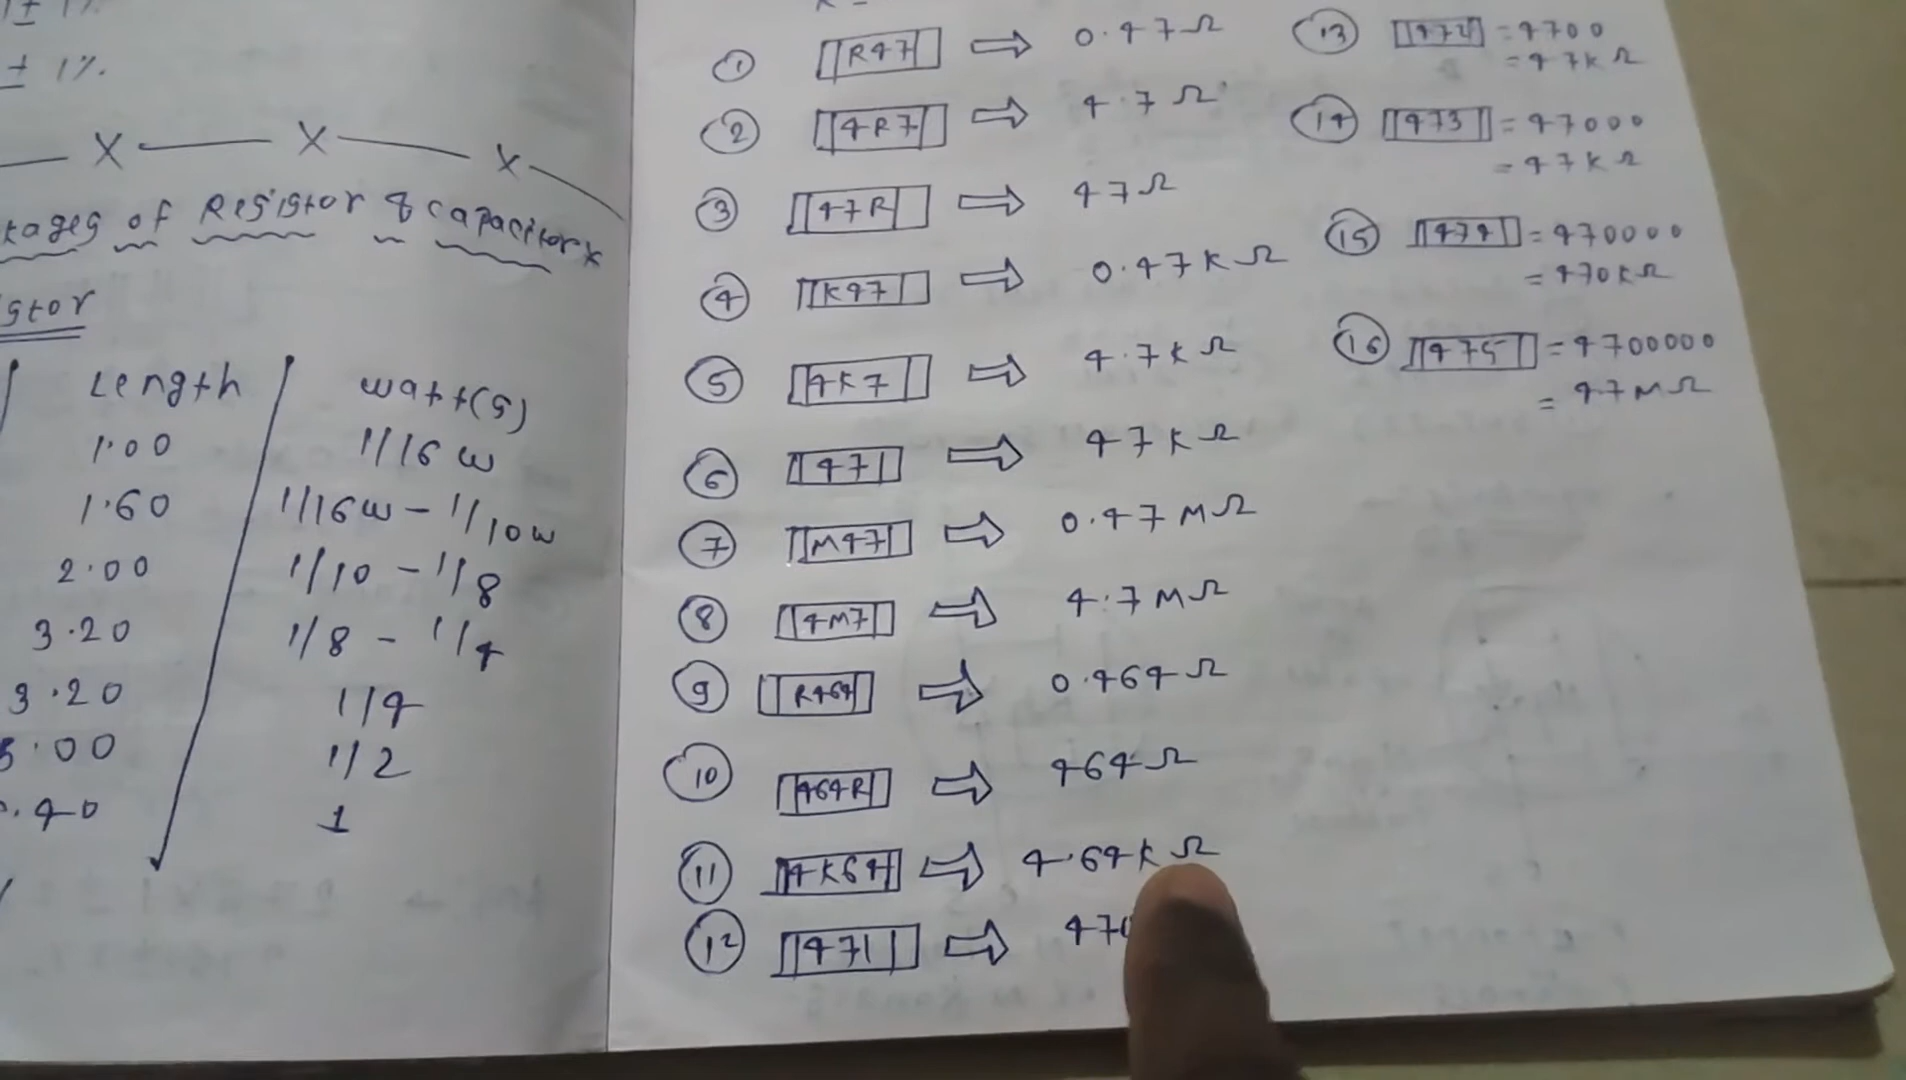 ± 1%.
X X X
kages of Resistor & capacitor
istor
Length
watt(s)
1.00
1/16 w
1.60
1/16w - 1/10w
2.00
1/10 - 1/8
3.20
1/8 - 1/4
3.20
1/4
5.00
1/2
.40
1
1 R47 ⇒ 0.47Ω
2 4R7 ⇒ 4.7Ω
3 47R ⇒ 47Ω
4 K47 ⇒ 0.47KΩ
5 4K7 ⇒ 4.7KΩ
6 47 ⇒ 47KΩ
7 M47 ⇒ 0.47MΩ
8 4M7 ⇒ 4.7MΩ
9 R464 ⇒ 0.464Ω
10 464R ⇒ 464Ω
11 4K64 ⇒ 4.64KΩ
12 471 ⇒ 470
13 472 = 4700
= 4.7KΩ
14 473 = 47000
= 47KΩ
15 474 = 470000
= 470KΩ
16 475 = 4700000
= 4.7MΩ